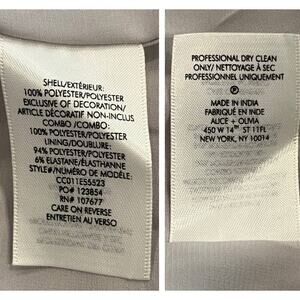 SHELL/EXTÉRIEUR:
100% POLYESTER/POLYESTER
EXCLUSIVE OF DECORATION/
ARTICLE DÉCORATIF NON-INCLUS
COMBO /COMBO:
100% POLYESTER/POLYESTER
LINING/DOUBLURE:
94% POLYESTER/POLYESTER
6% ELASTANE/ÉLASTHANNE
STYLE#/NUMÉRO DE MODÈLE:
CC011E55523
PO# 123854
RN# 107677
CARE ON REVERSE
ENTRETIEN AU VERSO
PROFESSIONAL DRY CLEAN
ONLY/ NETTOYAGE À SEC
PROFESSIONNEL UNIQUEMENT
®
MADE IN INDIA
FABRIQUÉ EN INDE
ALICE + OLIVIA
450 W 14TH ST 11FL
NEW YORK, NY 10014